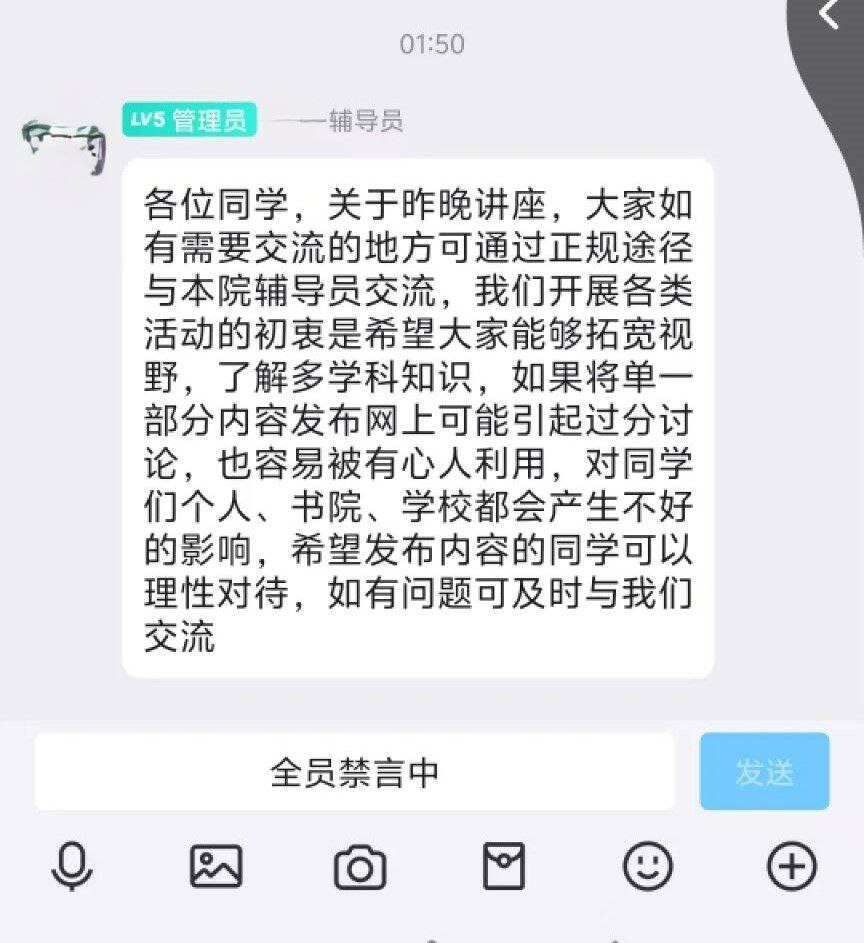 01:50
LV5 管理员 ——辅导员
各位同学，关于昨晚讲座，大家如
有需要交流的地方可通过正规途径
与本院辅导员交流，我们开展各类
活动的初衷是希望大家能够拓宽视
野，了解多学科知识，如果将单一
部分内容发布网上可能引起过分讨
论，也容易被有心人利用，对同学
们个人、书院、学校都会产生不好
的影响，希望发布内容的同学可以
理性对待，如有问题可及时与我们
交流
全员禁言中
发送